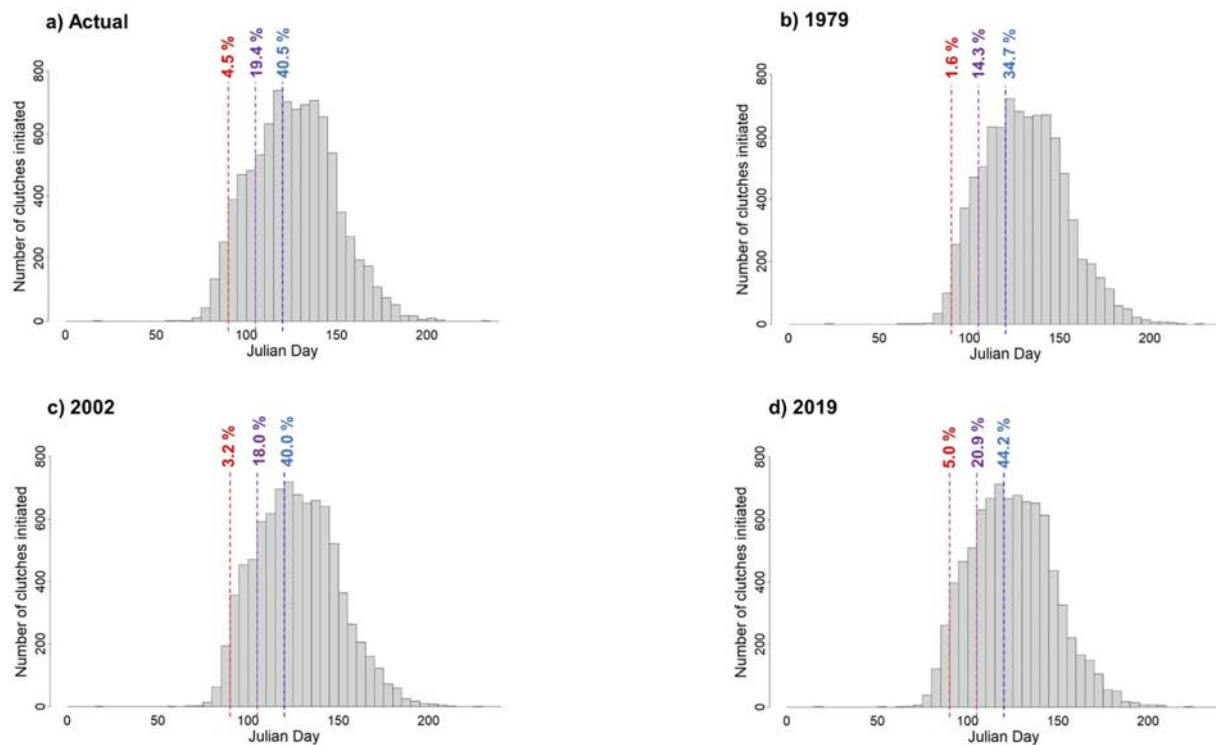 a) Actual
4.5 %
19.4 %
40.5 %
Number of clutches initiated
800
600
400
200
0
0 50 100 150 200
Julian Day
b) 1979
1.6 %
14.3 %
34.7 %
Number of clutches initiated
800
600
400
200
0
0 50 100 150 200
Julian Day
c) 2002
3.2 %
18.0 %
40.0 %
Number of clutches initiated
800
600
400
200
0
0 50 100 150 200
Julian Day
d) 2019
5.0 %
20.9 %
44.2 %
Number of clutches initiated
800
600
400
200
0
0 50 100 150 200
Julian Day